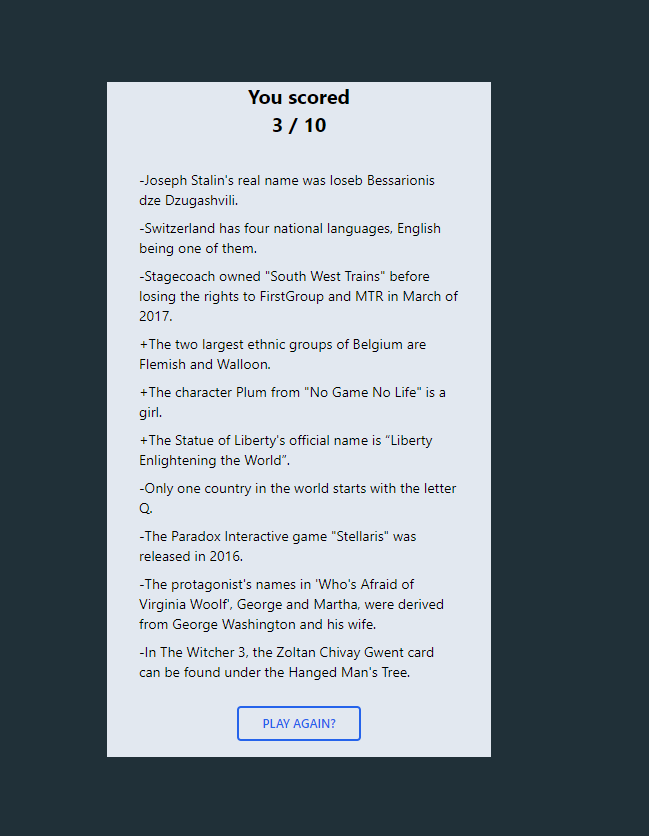 You scored
3 / 10
-Joseph Stalin's real name was Ioseb Bessarionis
dze Dzugashvili.
-Switzerland has four national languages, English
being one of them.
-Stagecoach owned "South West Trains" before
losing the rights to FirstGroup and MTR in March of
2017.
+The two largest ethnic groups of Belgium are
Flemish and Walloon.
+The character Plum from "No Game No Life" is a
girl.
+The Statue of Liberty's official name is “Liberty
Enlightening the World”.
-Only one country in the world starts with the letter
Q.
-The Paradox Interactive game "Stellaris" was
released in 2016.
-The protagonist's names in 'Who's Afraid of
Virginia Woolf', George and Martha, were derived
from George Washington and his wife.
-In The Witcher 3, the Zoltan Chivay Gwent card
can be found under the Hanged Man's Tree.
PLAY AGAIN?